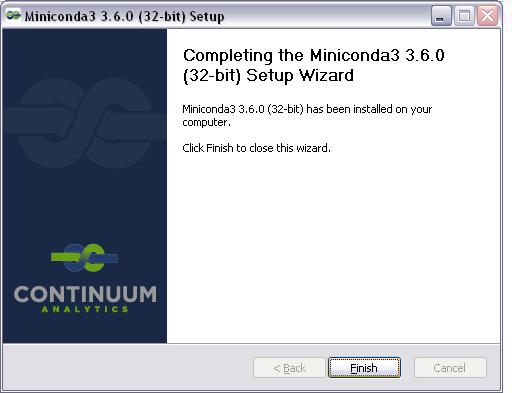 Miniconda3 3.6.0 (32-bit) Setup
Completing the Miniconda3 3.6.0
(32-bit) Setup Wizard
Miniconda3 3.6.0 (32-bit) has been installed on your
computer.
Click Finish to close this wizard.
CONTINUUM
ANALYTICS
< Back
Finish
Cancel